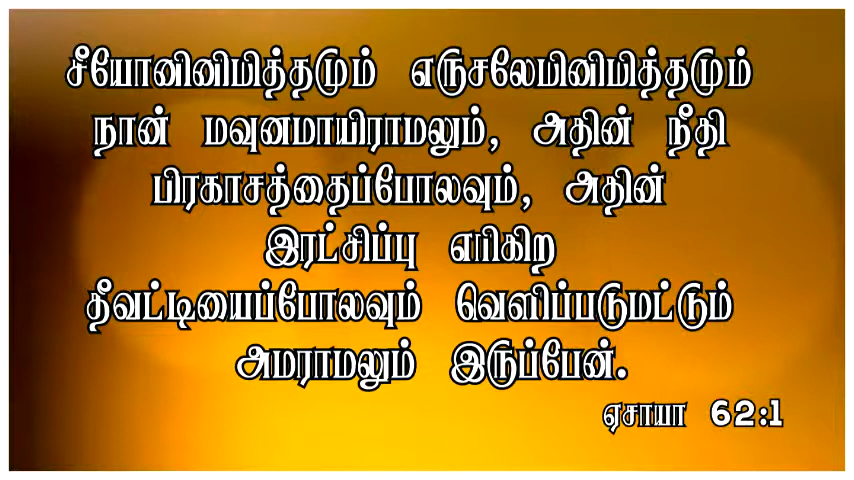 சீயோனினிமித்தமும் எருசலேமினிமித்தமும்
நான் மவுனமாயிராமலும், அதின் நீதி
பிரகாசத்தைப்போலவும், அதின்
இரட்சிப்பு எரிகிற
தீவட்டியைப்போலவும் வெளிப்படுமட்டும்
அமராமலும் இருப்பேன்.
ஏசாயா 62:1